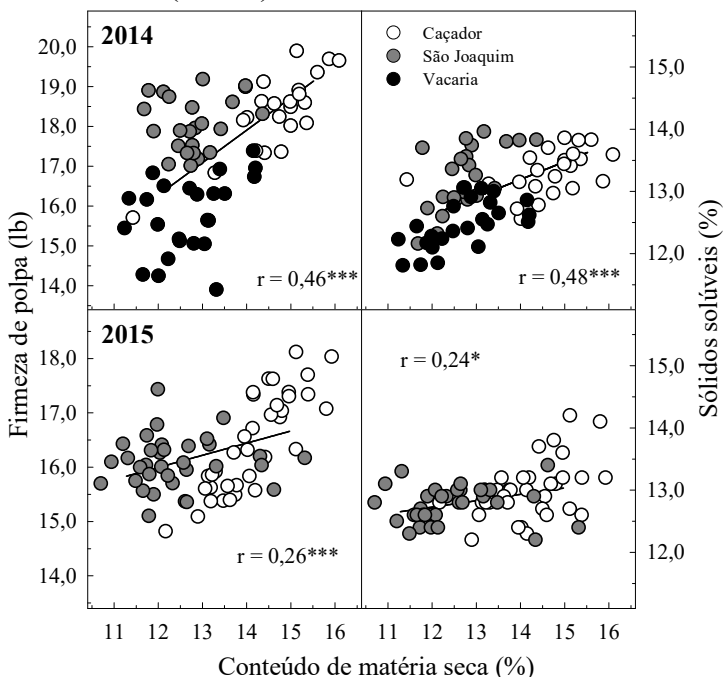 2014
Caçador
São Joaquim
Vacaria
20,0
19,0
18,0
17,0
16,0
15,0
14,0
15,0
14,0
13,0
12,0
r = 0,46***
r = 0,48***
2015
r = 0,24*
18,0
17,0
16,0
15,0
14,0
15,0
14,0
13,0
12,0
r = 0,26***
Firmeza de polpa (lb)
Sólidos solúveis (%)
11 12 13 14 15 16 11 12 13 14 15 16
Conteúdo de matéria seca (%)